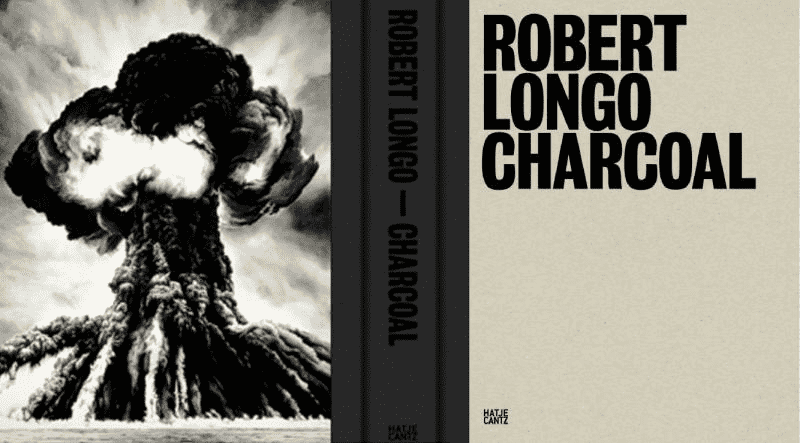 ROBERT LONGO — CHARCOAL
HATJE
CANTZ
ROBERT
LONGO
CHARCOAL
HATJE
CANTZ